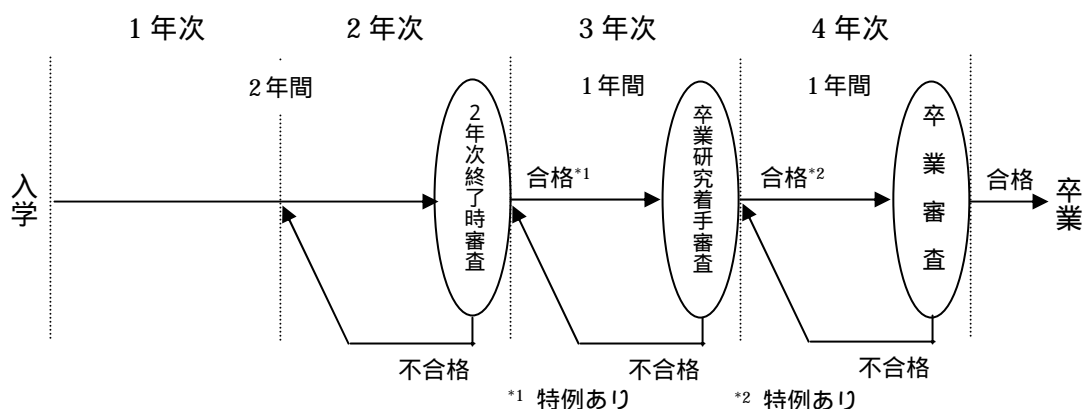 1 年次
2 年次
3 年次
4 年次
2 年間
1 年間
1 年間
入学
2年次終了時審査
合格*1
卒業研究着手審査
合格*2
卒業審査
合格
卒業
不合格
不合格
不合格
*1 特例あり
*2 特例あり